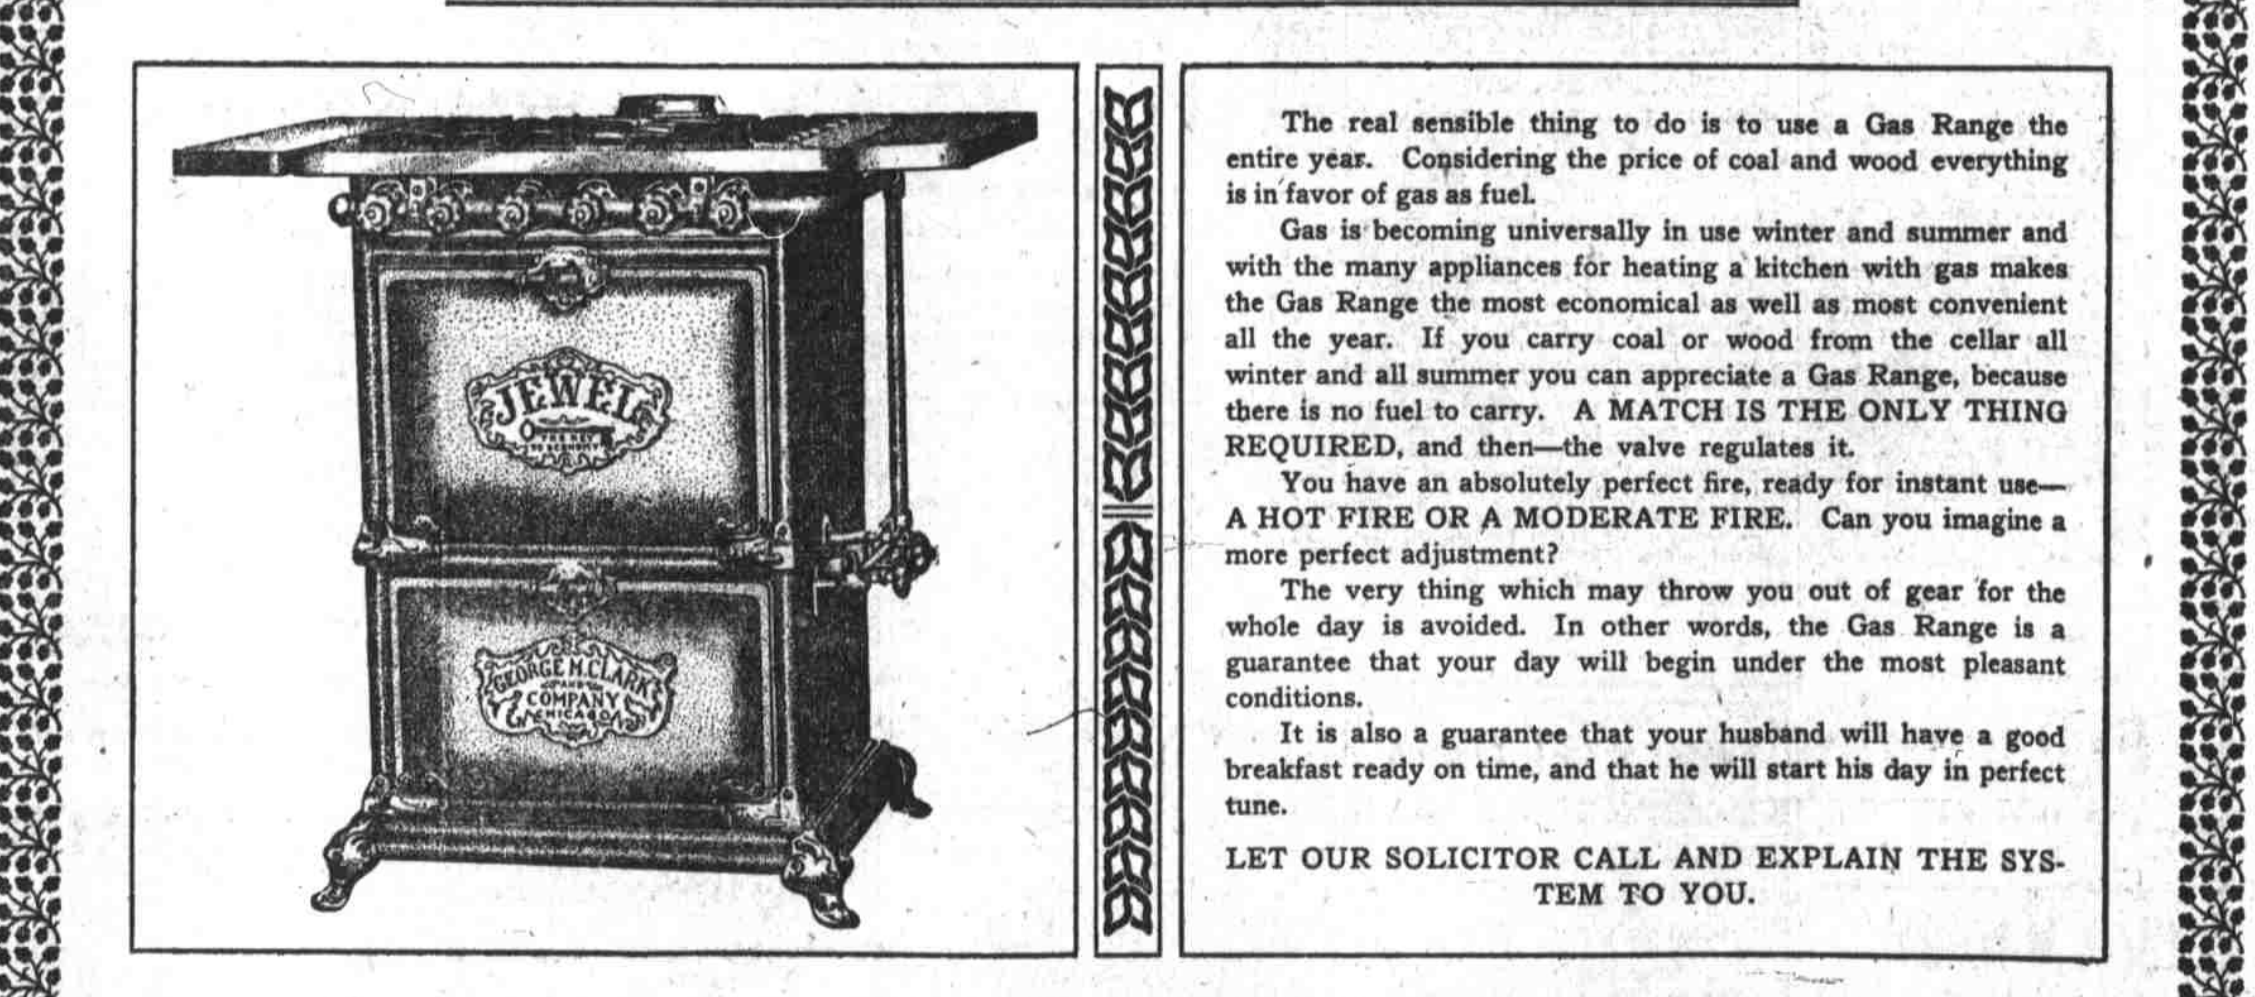 JEWEL
THE KEY
TO ECONOMY
GEORGE M. CLARK
AND
COMPANY
CHICAGO
The real sensible thing to do is to use a Gas Range the
entire year. Considering the price of coal and wood everything
is in favor of gas as fuel.
Gas is becoming universally in use winter and summer and
with the many appliances for heating a kitchen with gas makes
the Gas Range the most economical as well as most convenient
all the year. If you carry coal or wood from the cellar all
winter and all summer you can appreciate a Gas Range, because
there is no fuel to carry. A MATCH IS THE ONLY THING
REQUIRED, and then—the valve regulates it.
You have an absolutely perfect fire, ready for instant use—
A HOT FIRE OR A MODERATE FIRE. Can you imagine a
more perfect adjustment?
The very thing which may throw you out of gear for the
whole day is avoided. In other words, the Gas Range is a
guarantee that your day will begin under the most pleasant
conditions.
It is also a guarantee that your husband will have a good
breakfast ready on time, and that he will start his day in perfect
tune.
LET OUR SOLICITOR CALL AND EXPLAIN THE SYS-
TEM TO YOU.